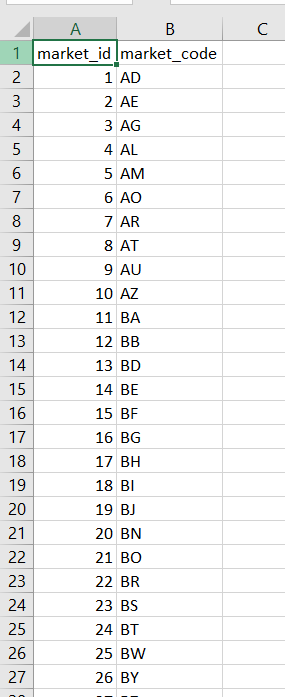 A B C
1 market_id market_code
2 1 AD
3 2 AE
4 3 AG
5 4 AL
6 5 AM
7 6 AO
8 7 AR
9 8 AT
10 9 AU
11 10 AZ
12 11 BA
13 12 BB
14 13 BD
15 14 BE
16 15 BF
17 16 BG
18 17 BH
19 18 BI
20 19 BJ
21 20 BN
22 21 BO
23 22 BR
24 23 BS
25 24 BT
26 25 BW
27 26 BY